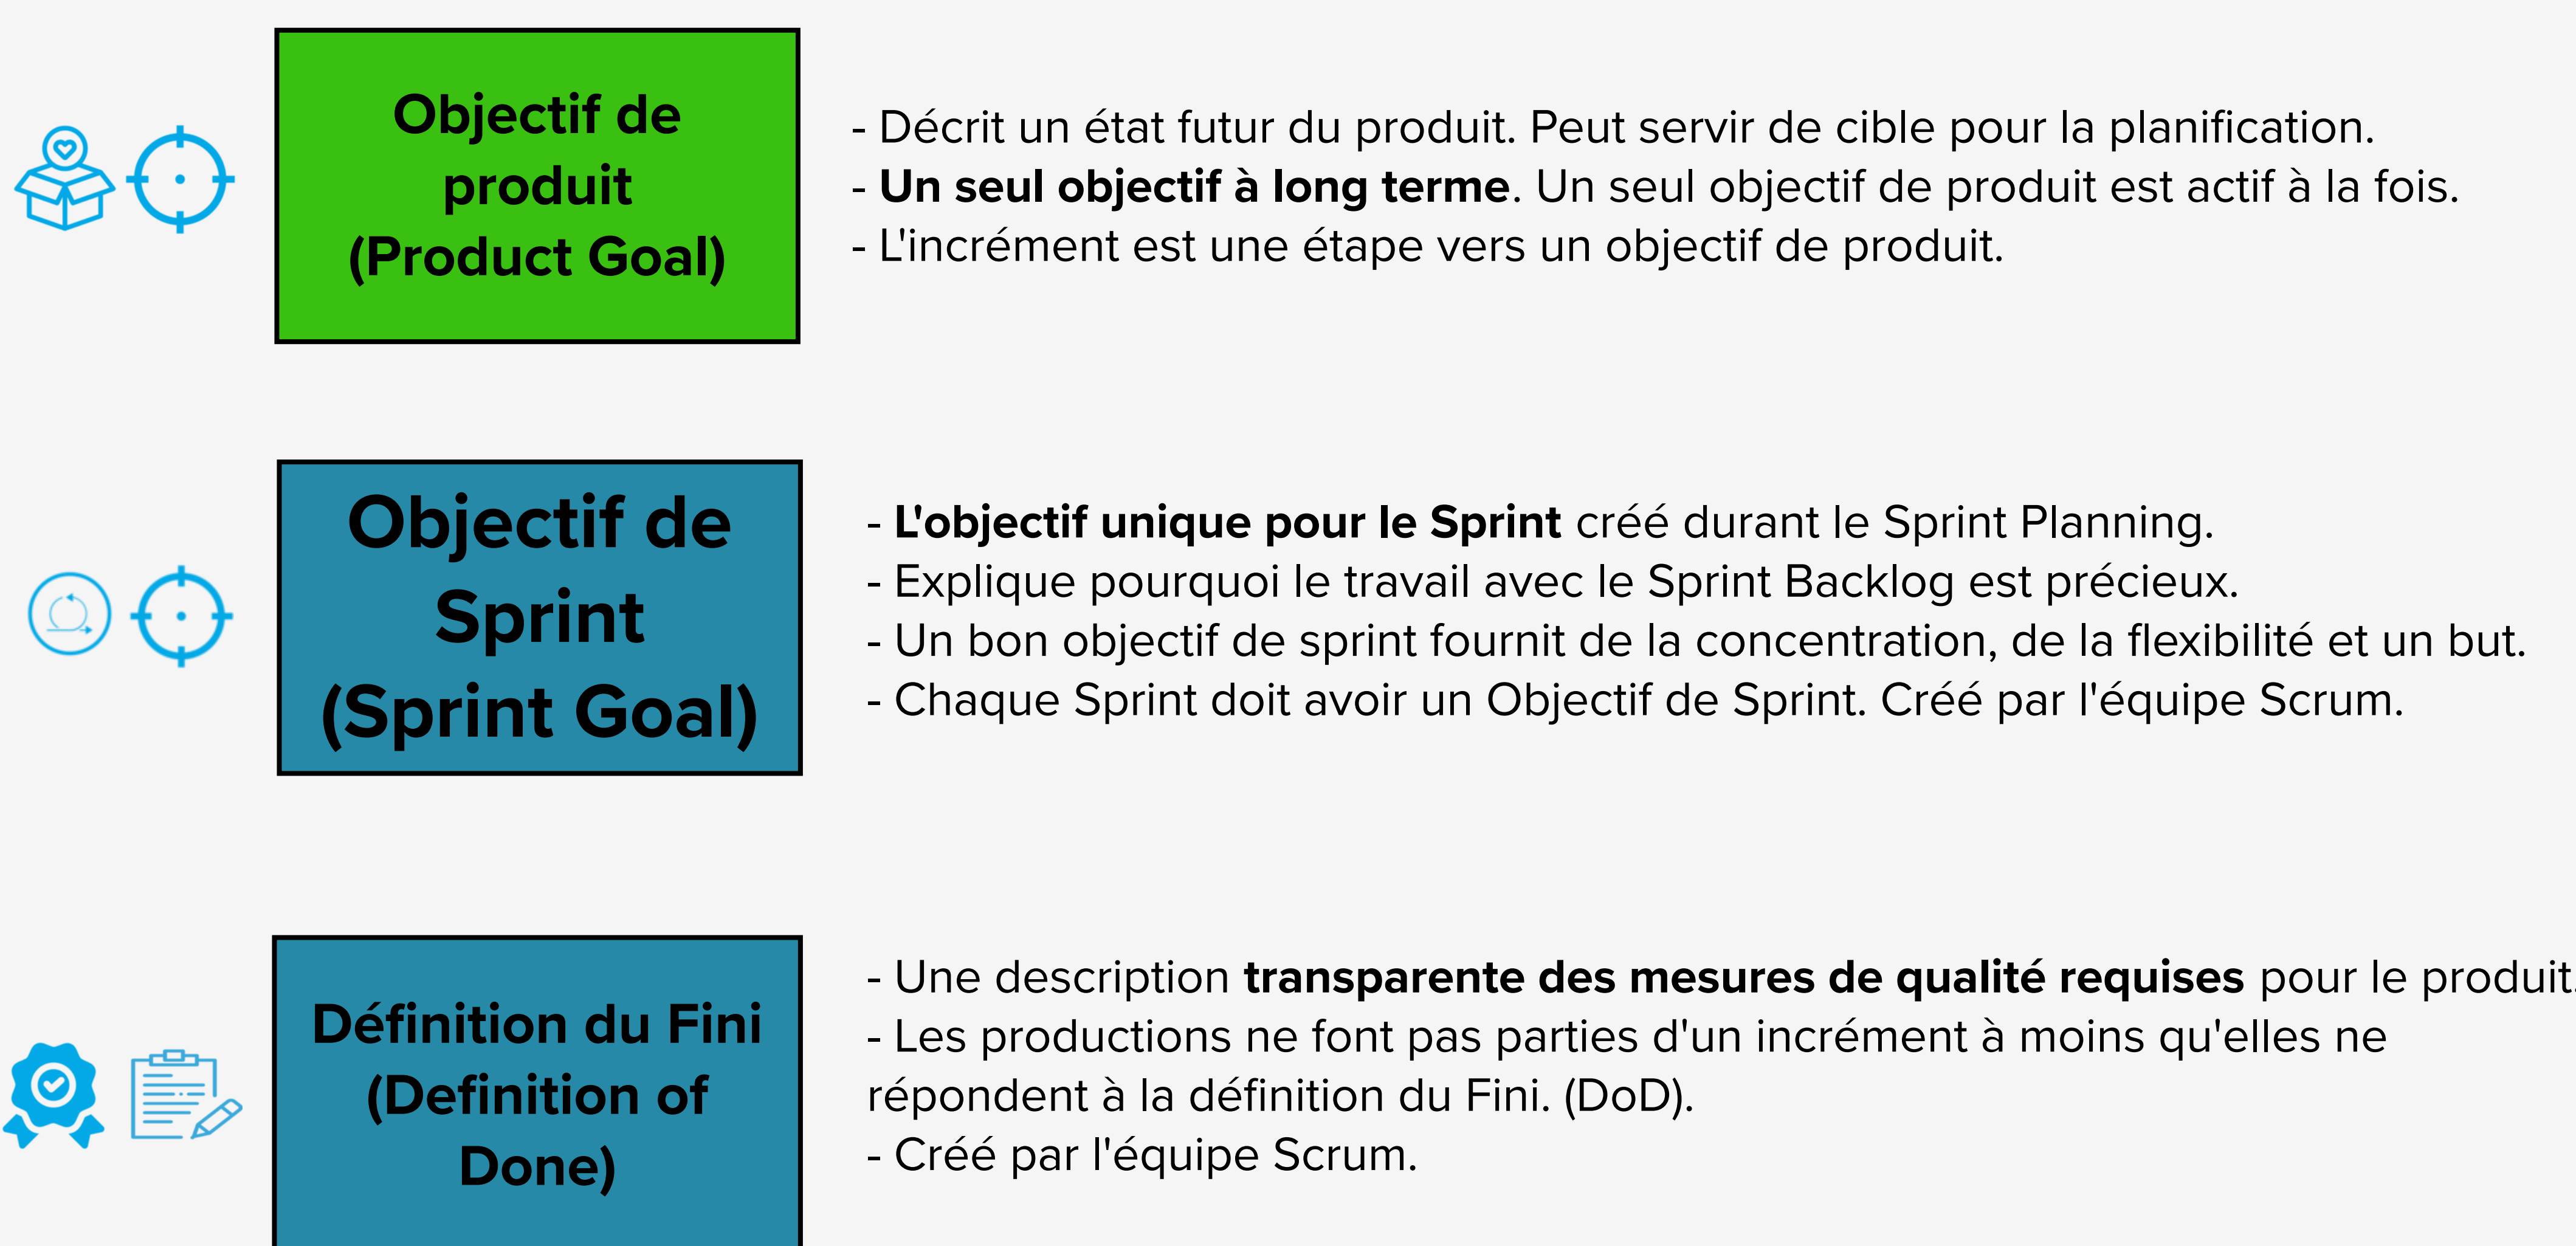 Objectif de
produit
(Product Goal)
- Décrit un état futur du produit. Peut servir de cible pour la planification.
- Un seul objectif à long terme. Un seul objectif de produit est actif à la fois.
- L'incrément est une étape vers un objectif de produit.
Objectif de
Sprint
(Sprint Goal)
- L'objectif unique pour le Sprint créé durant le Sprint Planning.
- Explique pourquoi le travail avec le Sprint Backlog est précieux.
- Un bon objectif de sprint fournit de la concentration, de la flexibilité et un but.
- Chaque Sprint doit avoir un Objectif de Sprint. Créé par l'équipe Scrum.
Définition du Fini
(Definition of
Done)
- Une description transparente des mesures de qualité requises pour le produit.
- Les productions ne font pas parties d'un incrément à moins qu'elles ne
répondent à la définition du Fini. (DoD).
- Créé par l'équipe Scrum.